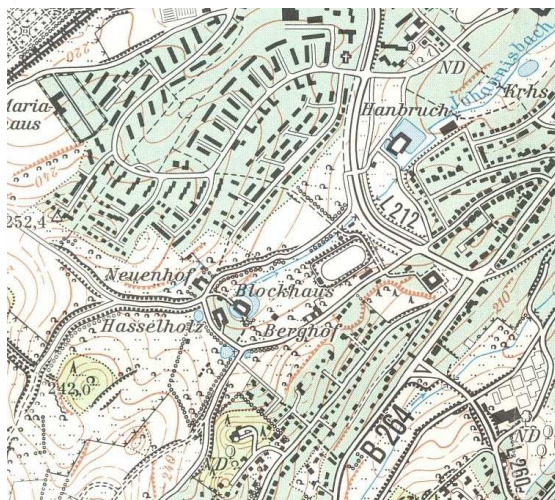 220
ND
Johannisbach
Maria-
haus
Hanbruch
Krhs
240
252,4
L 212
Neuenhof
Blockhaus
210
Hasselholz
Berghof
242,0
B 264
ND
ND
L 260
240